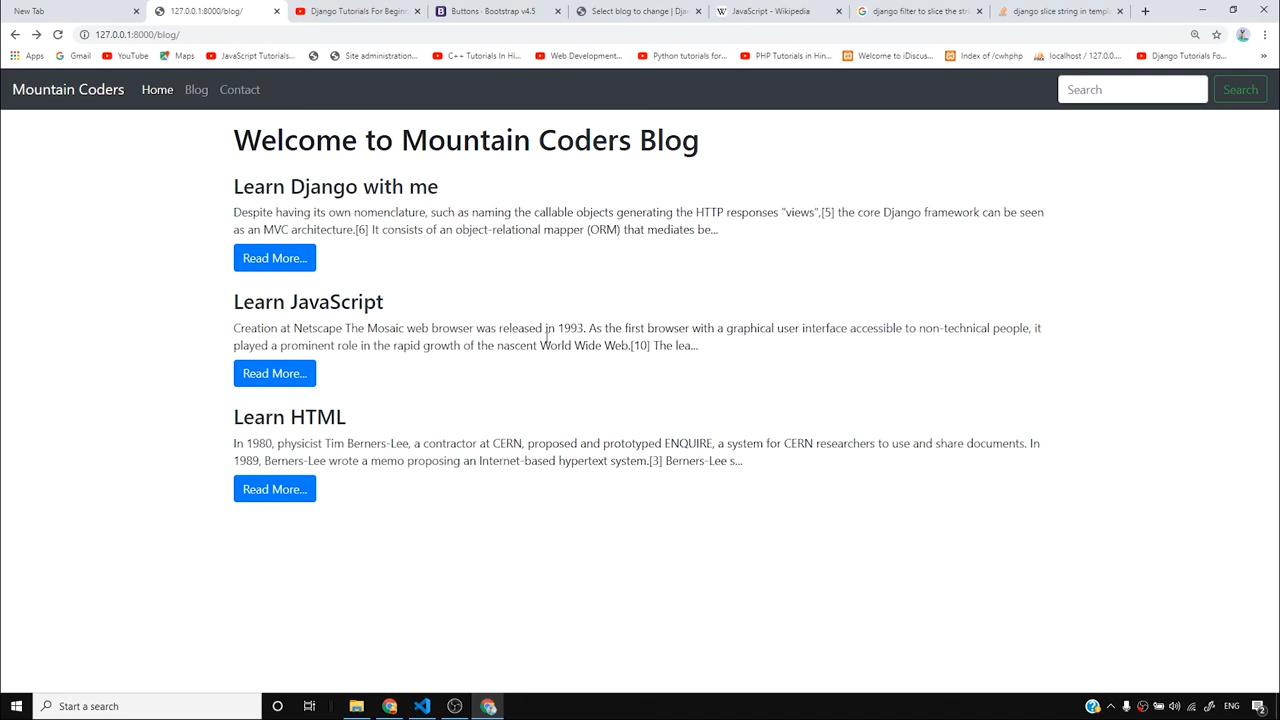 New Tab
127.0.0.1:8000/blog/
Django Tutorials For Beginn
Buttons · Bootstrap v4.5
Select blog to change | Djan
JavaScript - Wikipedia
django filter to slice the stri
django slice string in templ
127.0.0.1:8000/blog/
Apps
Gmail
YouTube
Maps
JavaScript Tutorials...
Site administration...
C++ Tutorials In Hi...
Web Development...
Python tutorials for...
PHP Tutorials in Hin...
Welcome to iDiscus...
Index of /cwhphp
localhost / 127.0.0....
Django Tutorials Fo...
»
Mountain Coders
Home
Blog
Contact
Search
Search
Welcome to Mountain Coders Blog
Learn Django with me
Despite having its own nomenclature, such as naming the callable objects generating the HTTP responses "views",[5] the core Django framework can be seen
as an MVC architecture.[6] It consists of an object-relational mapper (ORM) that mediates be...
Read More...
Learn JavaScript
Creation at Netscape The Mosaic web browser was released in 1993. As the first browser with a graphical user interface accessible to non-technical people, it
played a prominent role in the rapid growth of the nascent World Wide Web.[10] The lea...
Read More...
Learn HTML
In 1980, physicist Tim Berners-Lee, a contractor at CERN, proposed and prototyped ENQUIRE, a system for CERN researchers to use and share documents. In
1989, Berners-Lee wrote a memo proposing an Internet-based hypertext system.[3] Berners-Lee s...
Read More...
Start a search
ENG
2